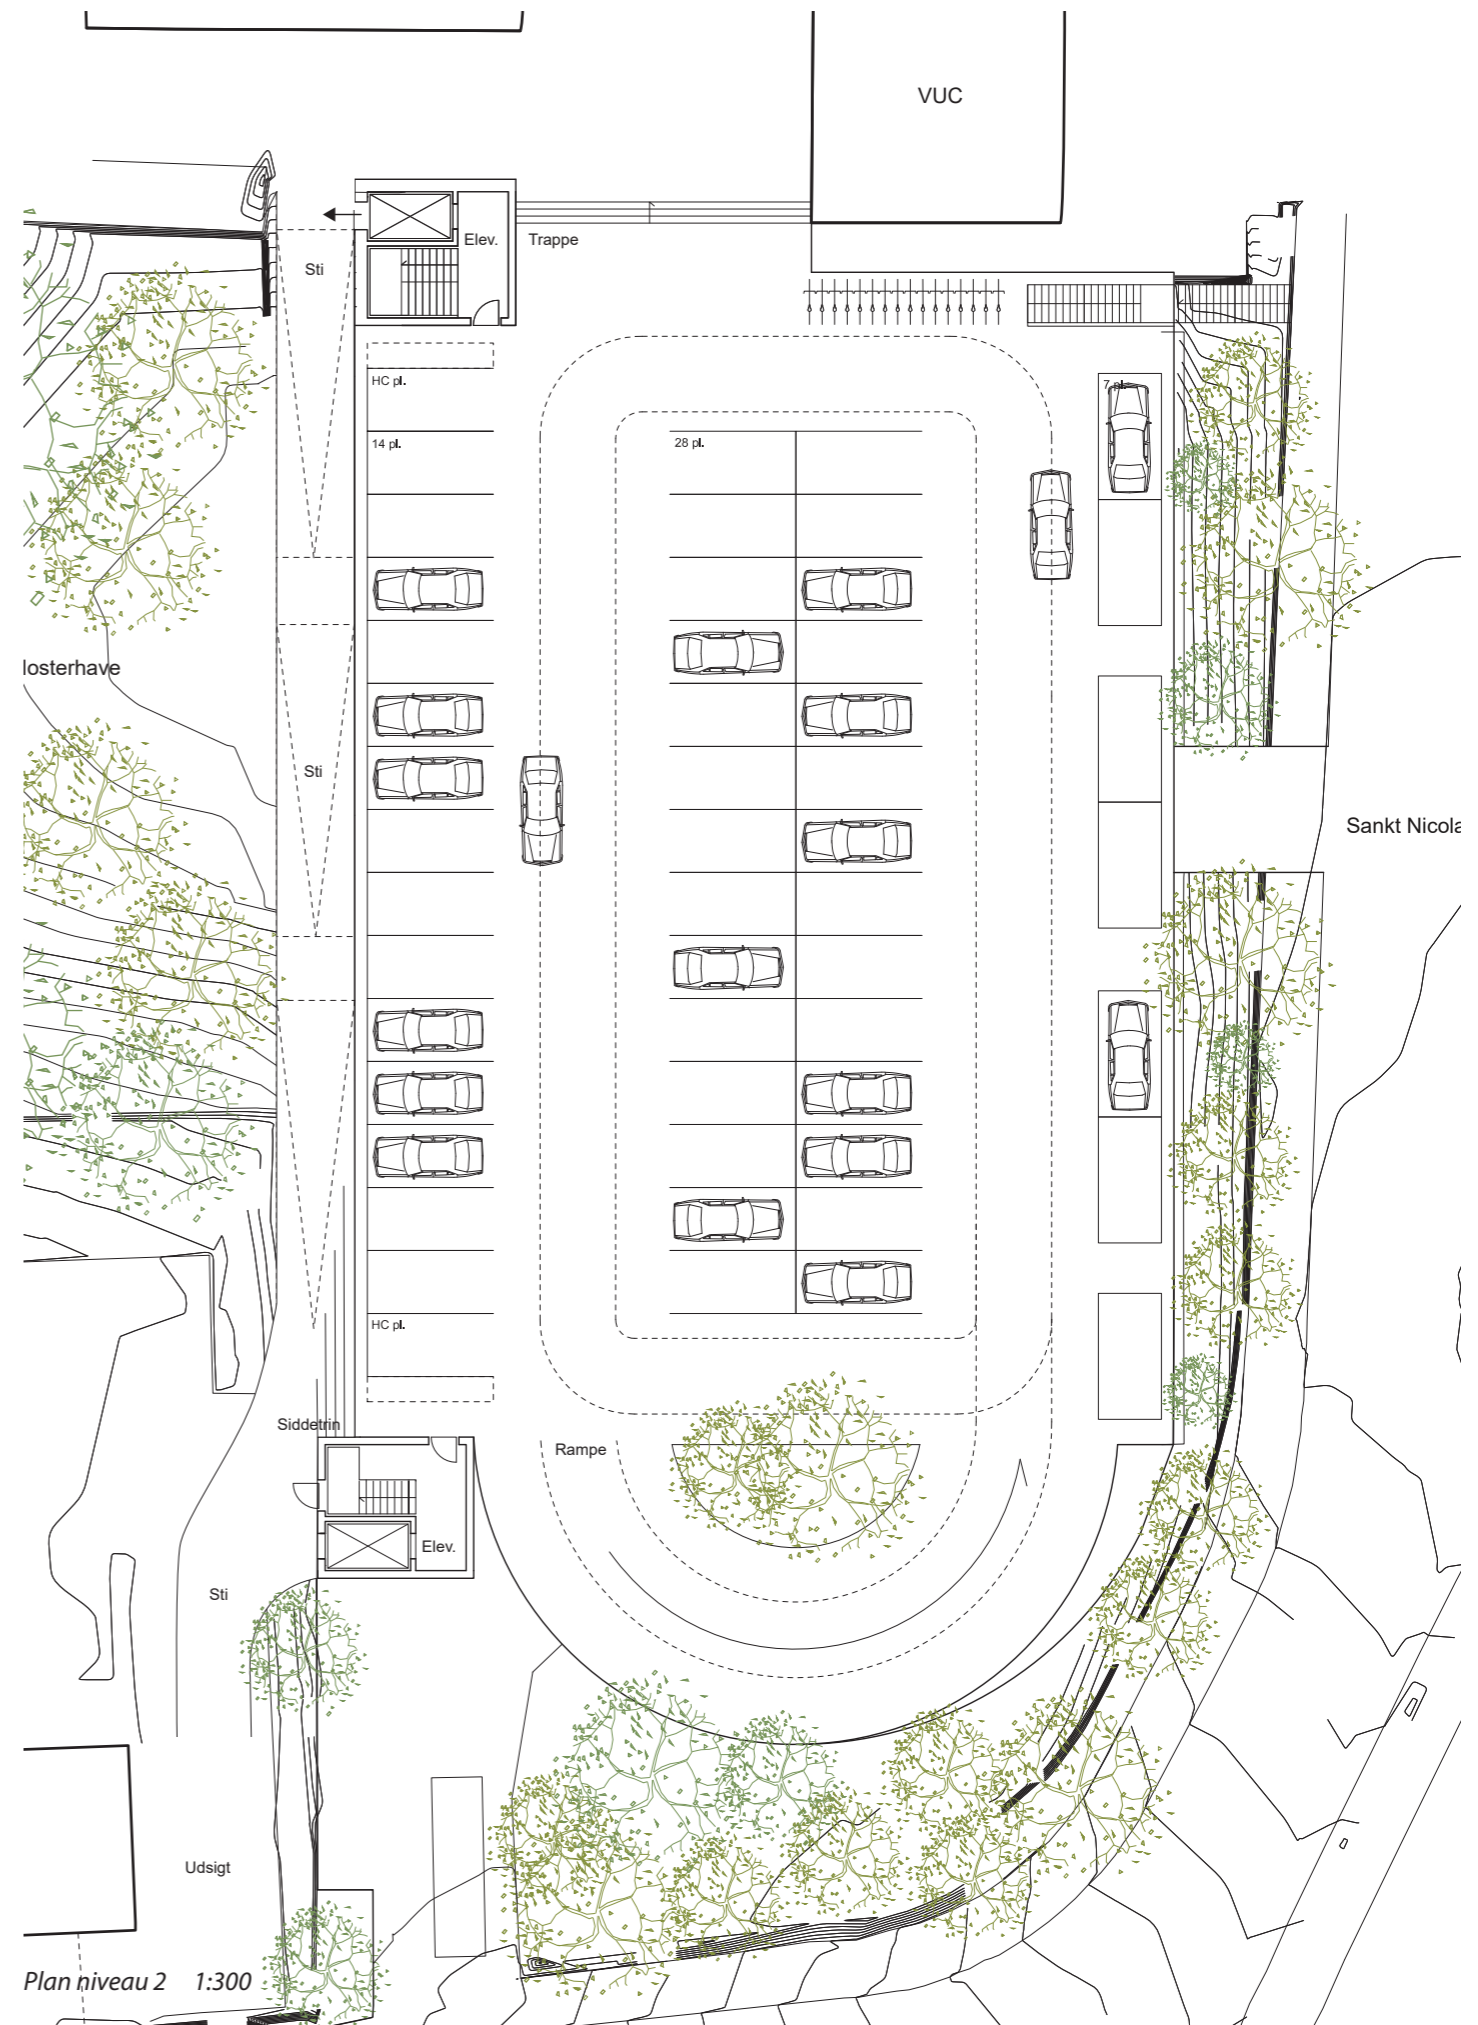 VUC
Elev.
Trappe
Sti
HC pl.
7 pl.
14 pl.
28 pl.
losterhave
Sti
Sankt Nicola
HC pl.
Siddetrin
Rampe
Elev.
Sti
Udsigt
Plan niveau 2 1:300